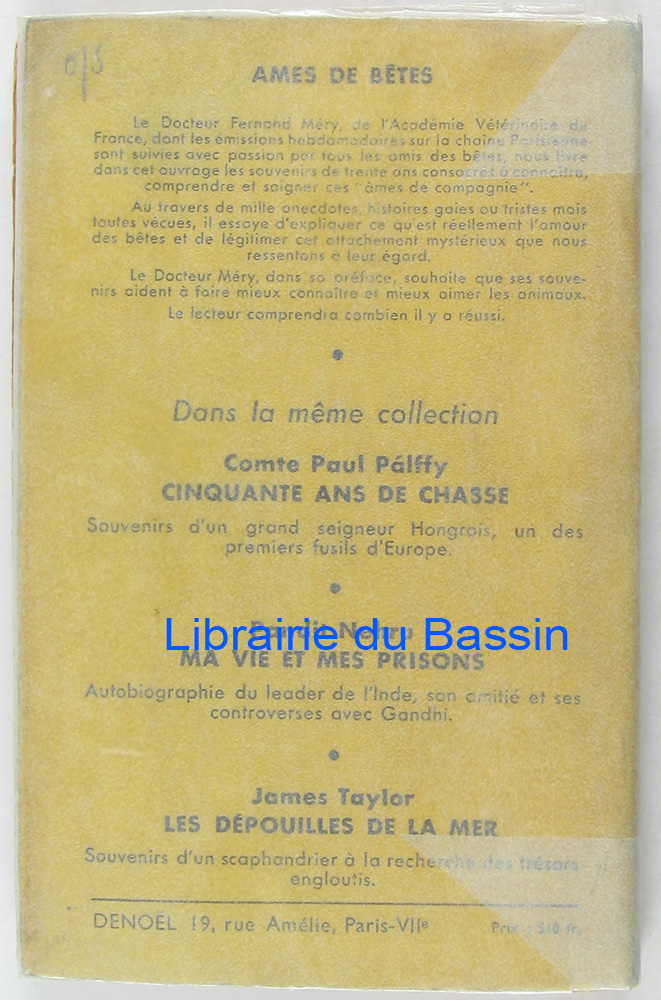 AMES DE BÊTES
Le Docteur Fernand Méry, de l'Académie Vétérinaire de
France, dont les émissions hebdomadaires sur la chaîne Parisienne
sont suivies avec passion par tous les amis des bêtes, nous livre
dans cet ouvrage les souvenirs de trente ans consacrés à connaître,
comprendre et soigner ces "âmes de compagnie".
Au travers de mille anecdotes, histoires gaies ou tristes mais
toutes vécues, il essaye d'expliquer ce qu'est réellement l'amour
des bêtes et de légitimer cet attachement mystérieux que nous
ressentons à leur égard.
Le Docteur Méry, dans sa préface, souhaite que ses souve-
nirs aident à faire mieux connaître et mieux aimer les animaux.
Le lecteur comprendra combien il y a réussi.
Dans la même collection
Comte Paul Pálffy
CINQUANTE ANS DE CHASSE
Souvenirs d'un grand seigneur Hongrois, un des
premiers fusils d'Europe.
Pandit Nehru
Librairie du Bassin
MA VIE ET MES PRISONS
Autobiographie du leader de l'Inde, son amitié et ses
controverses avec Gandhi.
James Taylor
LES DÉPOUILLES DE LA MER
Souvenirs d'un scaphandrier à la recherche des trésors
engloutis.
DENOËL 19, rue Amélie, Paris-VIIe Prix : 510 fr.